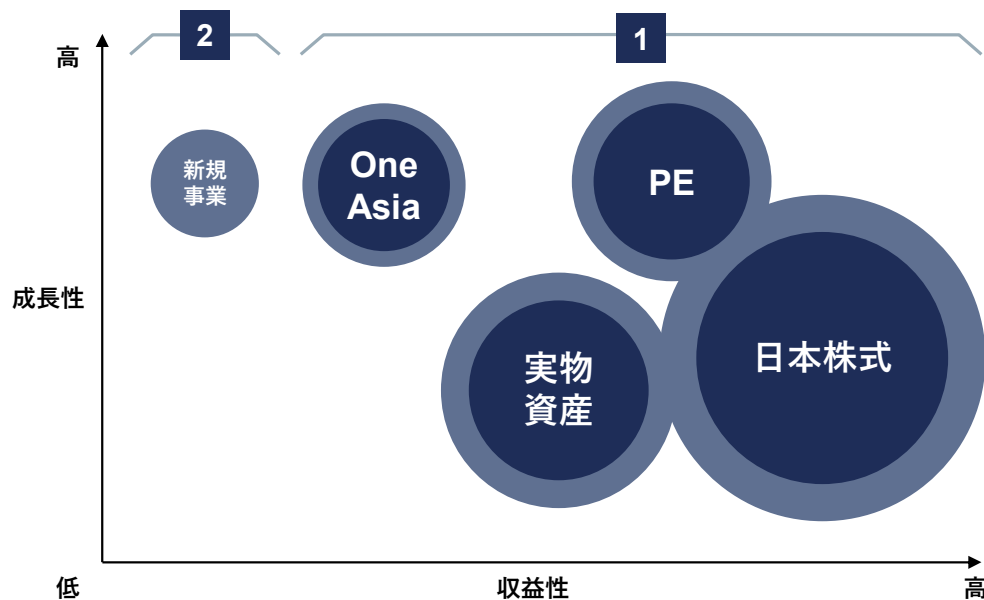 2
1
高
新規
事業
One
Asia
PE
成長性
実物
資産
日本株式
低
収益性
高